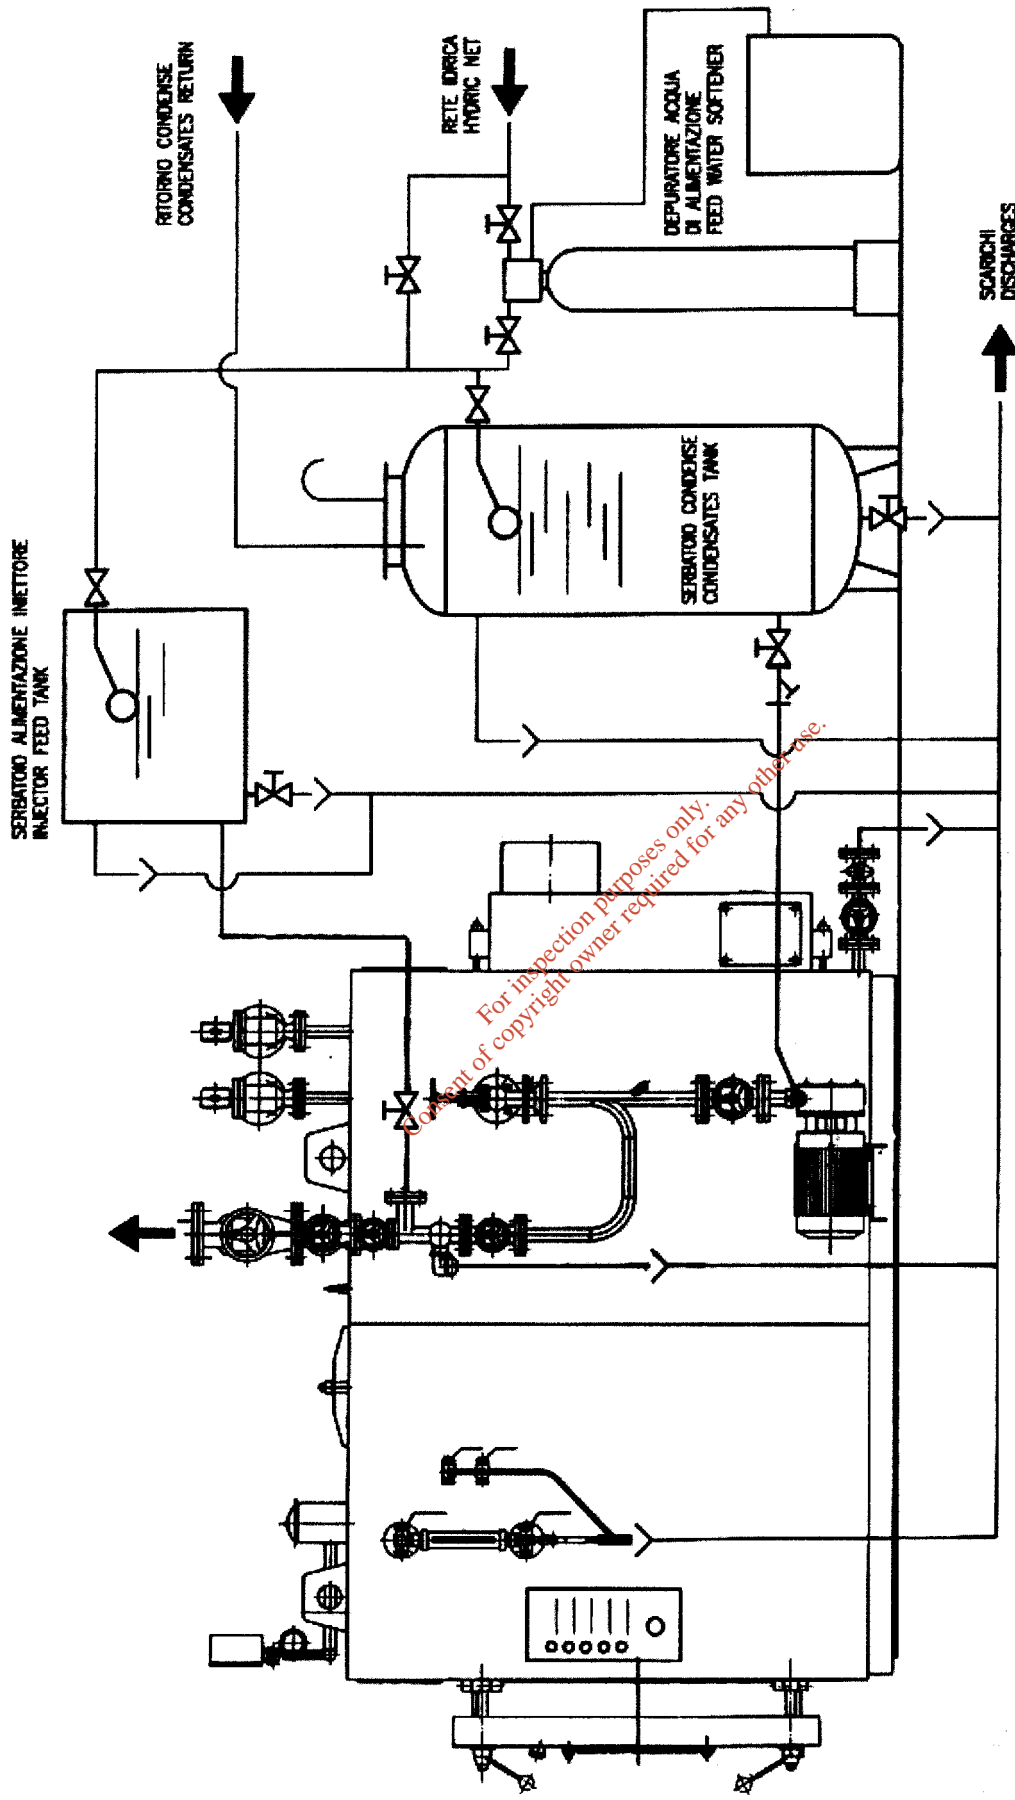 SERBATOIO ALIMENTAZIONE INIETTORE
INJECTOR FEED TANK
RITORNO CONDENSE
CONDENSATES RETURN
RETE IDRICA
HYDRIC NET
DEPURATORE ACQUA
DI ALIMENTAZIONE
FEED WATER SOFTENER
SERBATOIO CONDENSE
CONDENSATES TANK
SCARICHI
DISCHARGES
For inspection purposes only.
Consent of copyright owner required for any other use.